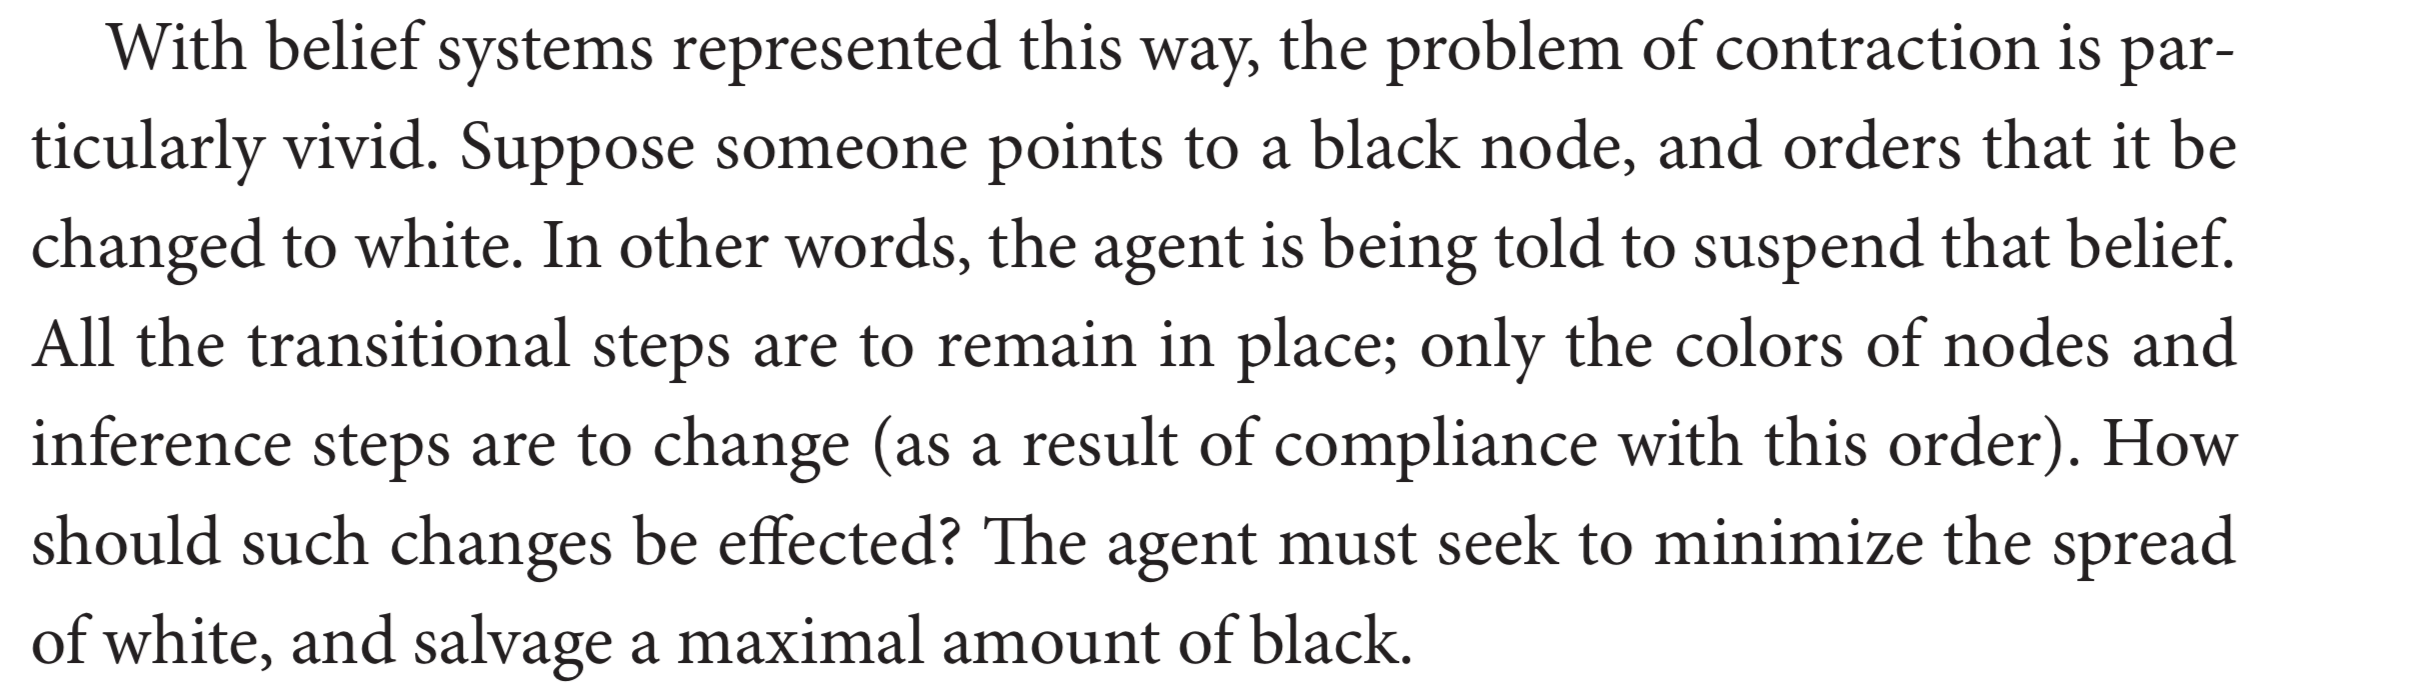 With belief systems represented this way, the problem of contraction is par-
ticularly vivid. Suppose someone points to a black node, and orders that it be
changed to white. In other words, the agent is being told to suspend that belief.
All the transitional steps are to remain in place; only the colors of nodes and
inference steps are to change (as a result of compliance with this order). How
should such changes be effected? The agent must seek to minimize the spread
of white, and salvage a maximal amount of black.